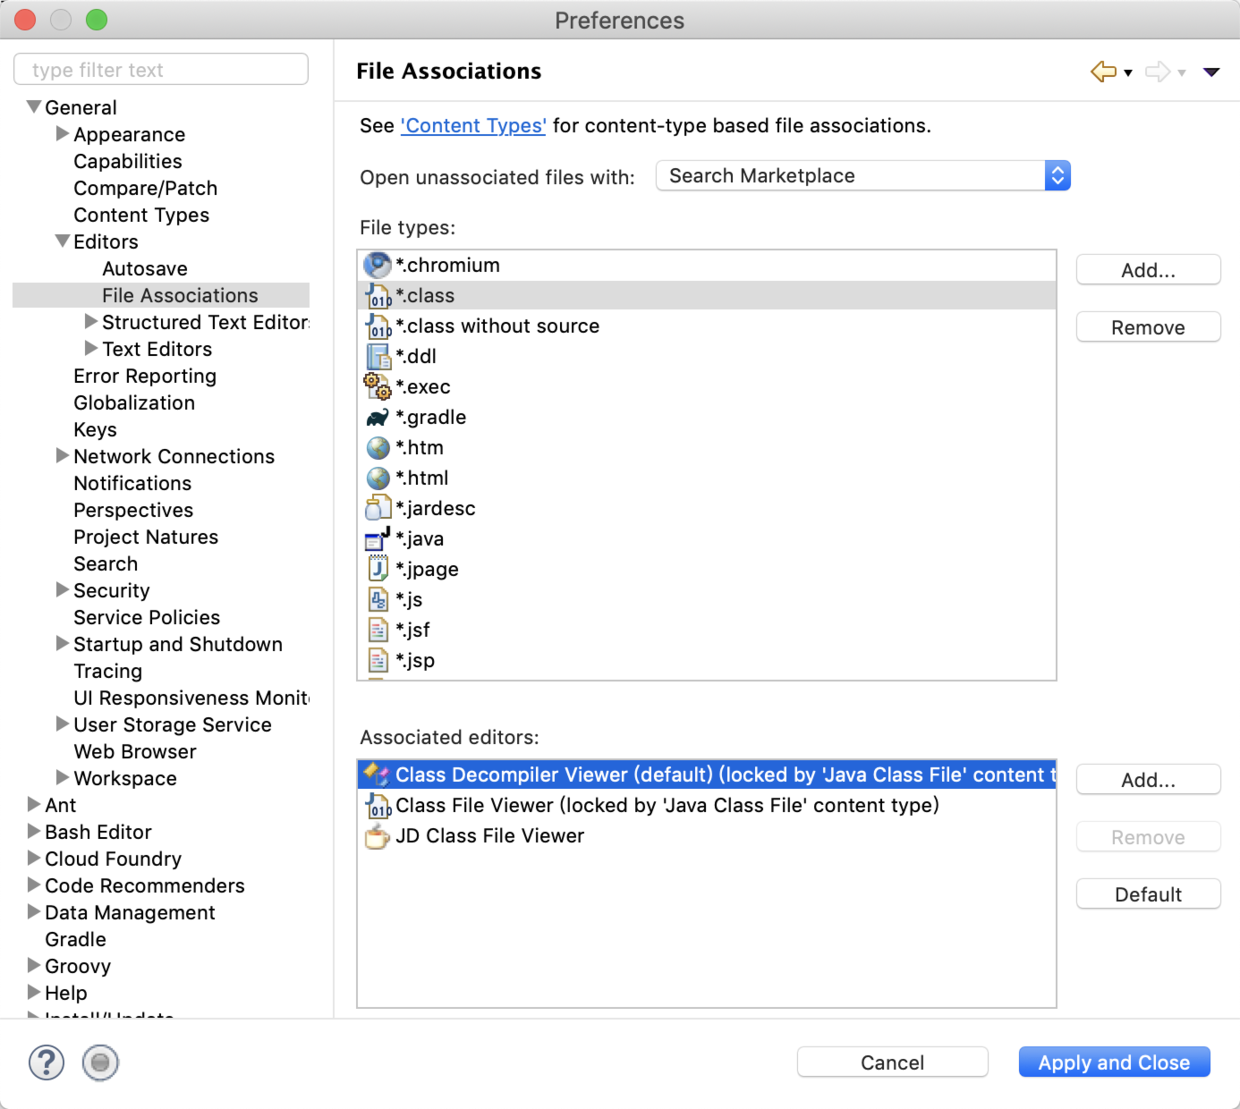 Preferences
type filter text
General
Appearance
Capabilities
Compare/Patch
Content Types
Editors
Autosave
File Associations
Structured Text Editor
Text Editors
Error Reporting
Globalization
Keys
Network Connections
Notifications
Perspectives
Project Natures
Search
Security
Service Policies
Startup and Shutdown
Tracing
UI Responsiveness Monit
User Storage Service
Web Browser
Workspace
Ant
Bash Editor
Cloud Foundry
Code Recommenders
Data Management
Gradle
Groovy
Help
Install/Update
File Associations
See 'Content Types' for content-type based file associations.
Open unassociated files with: Search Marketplace
File types:
*.chromium
*.class
*.class without source
*.ddl
*.exec
*.gradle
*.htm
*.html
*.jardesc
*.java
*.jpage
*.js
*.jsf
*.jsp
Add...
Remove
Associated editors:
Class Decompiler Viewer (default) (locked by 'Java Class File' content t
Class File Viewer (locked by 'Java Class File' content type)
JD Class File Viewer
Add...
Remove
Default
?
Cancel
Apply and Close